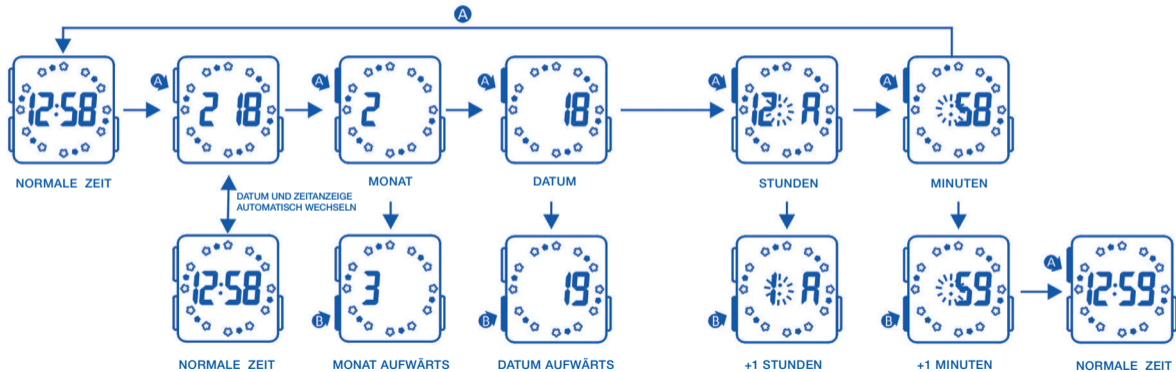 A
12:58
A
2 18
A
2
A
18
A
12 A
A
58
NORMALE ZEIT
MONAT
DATUM
STUNDEN
MINUTEN
DATUM UND ZEITANZEIGE
AUTOMATISCH WECHSELN
12:58
B
3
B
19
B
1 A
B
59
A
12:59
NORMALE ZEIT
MONAT AUFWÄRTS
DATUM AUFWÄRTS
+1 STUNDEN
+1 MINUTEN
NORMALE ZEIT